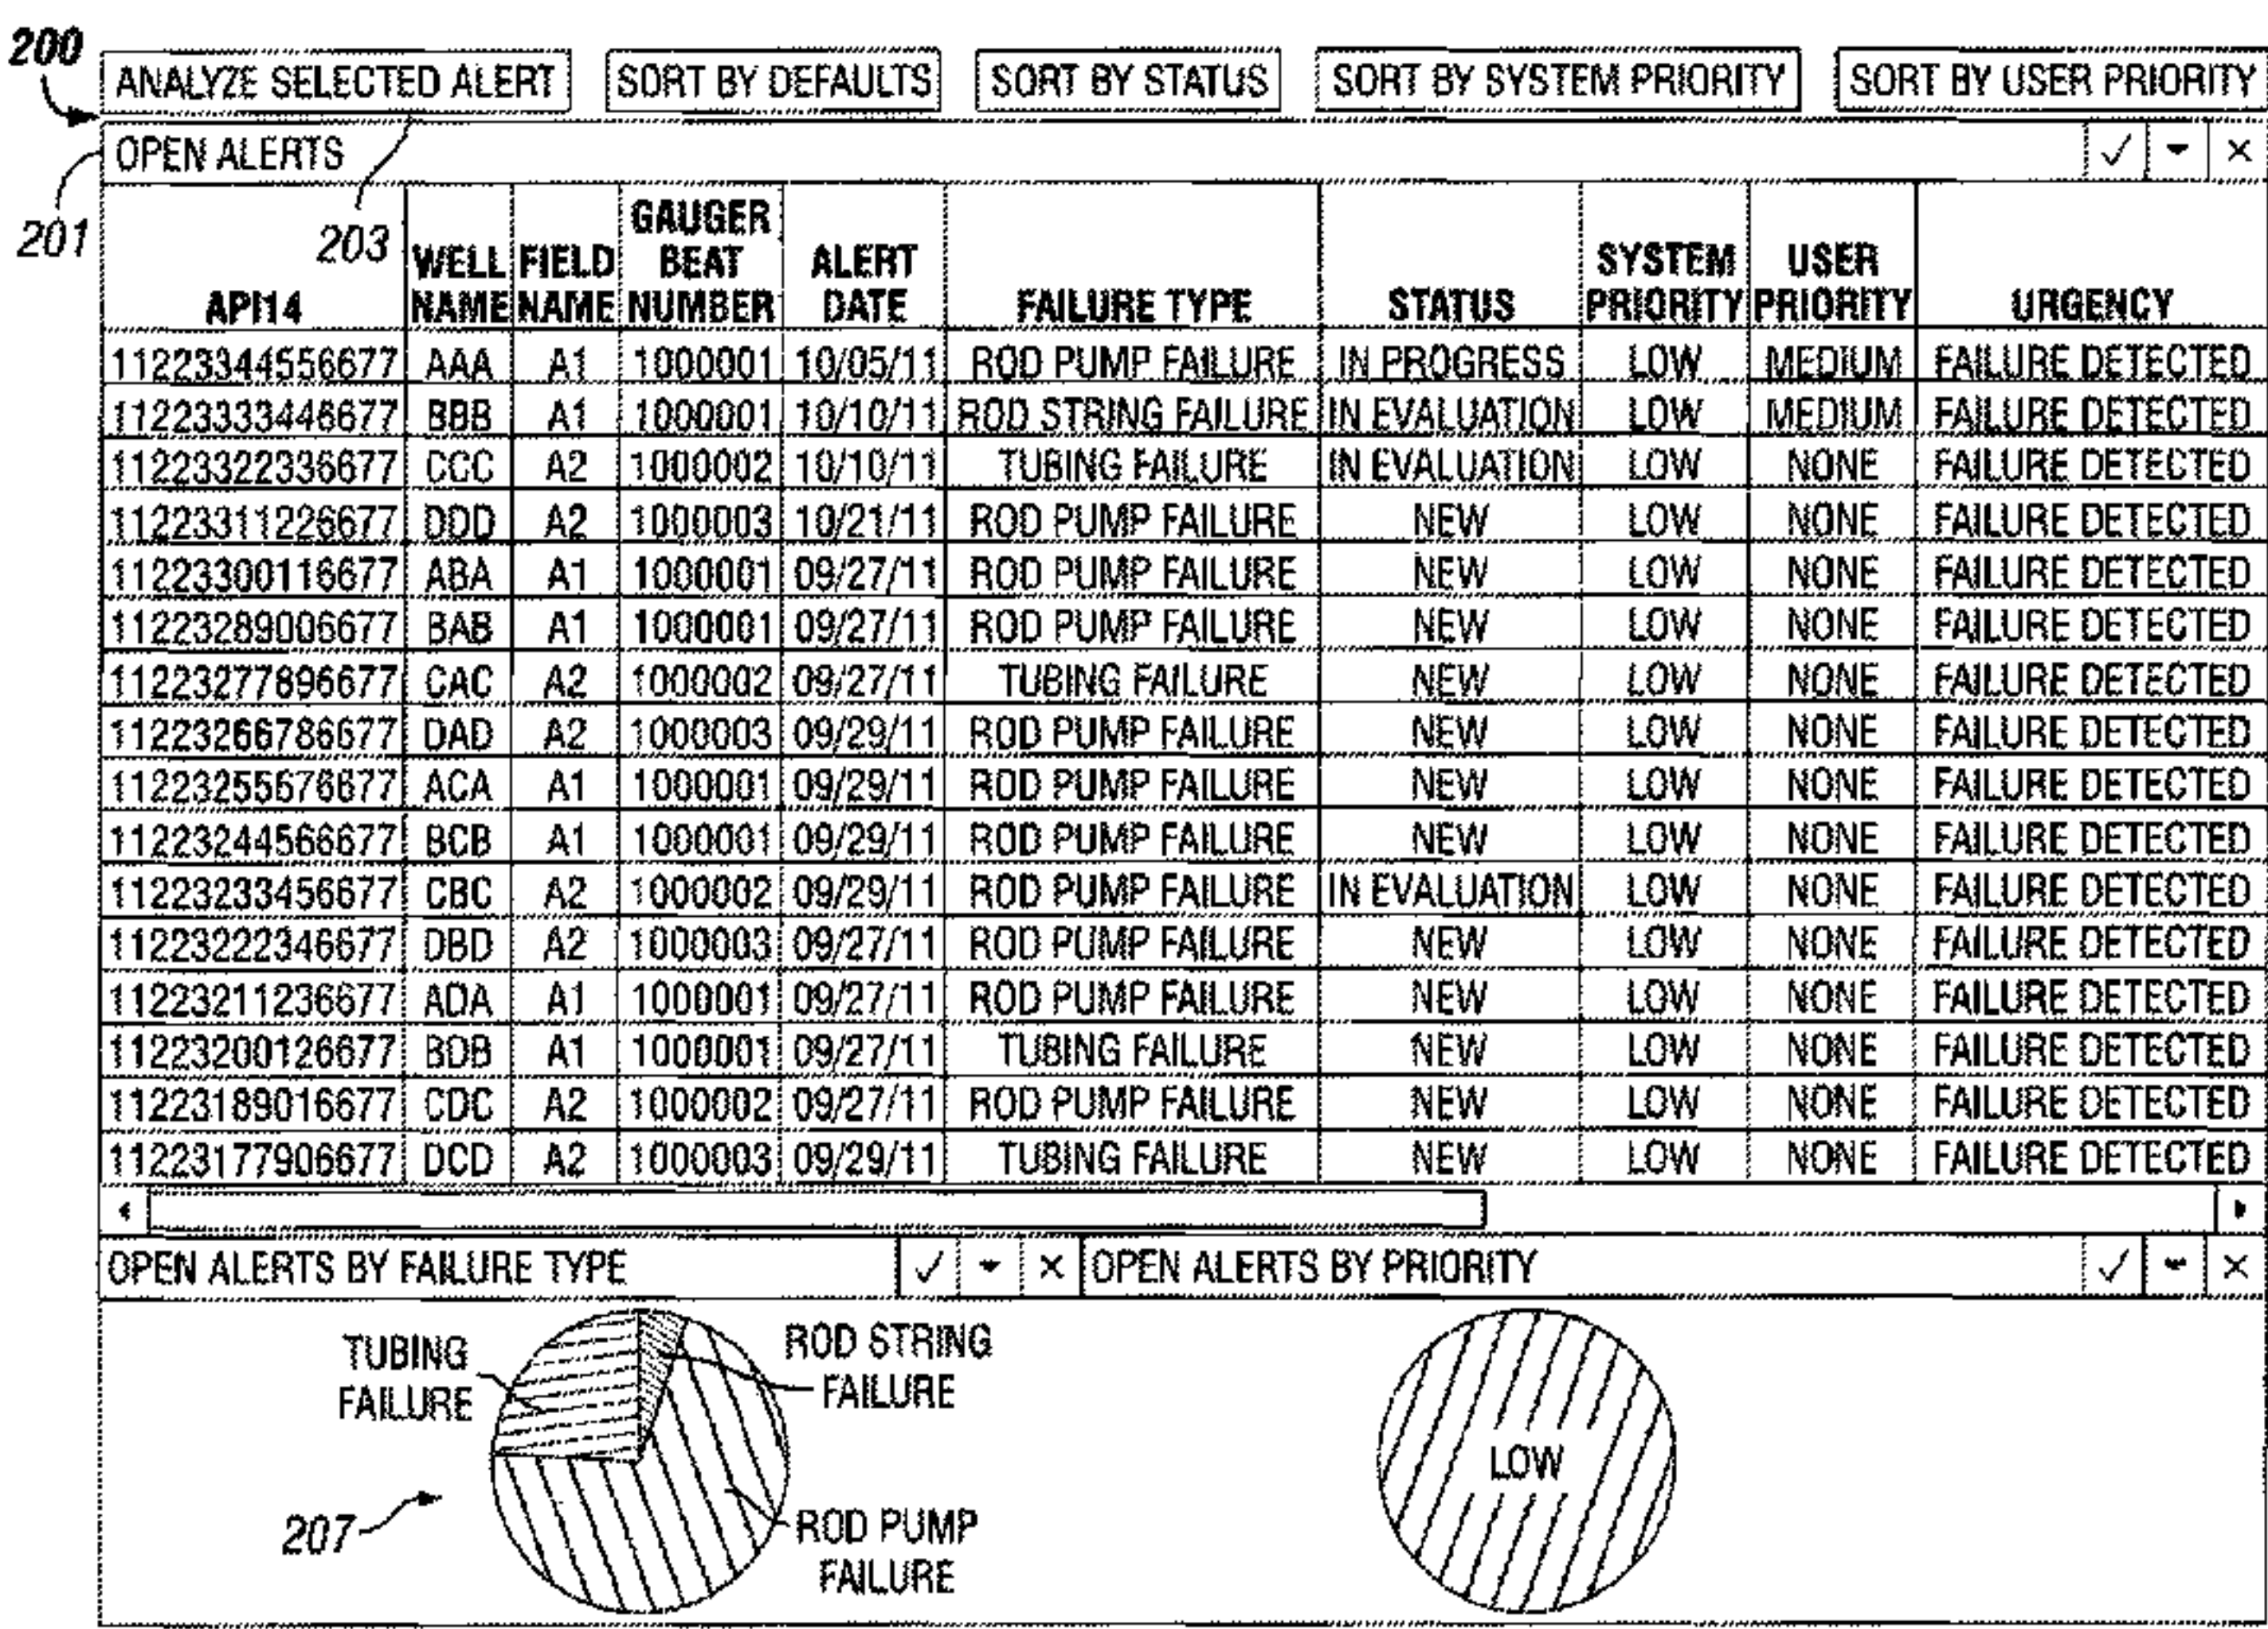 200
ANALYZE SELECTED ALERT SORT BY DEFAULTS SORT BY STATUS SORT BY SYSTEM PRIORITY SORT BY USER PRIORITY
OPEN ALERTS
201
203
API14 WELL NAME FIELD NAME GAUGER BEAT NUMBER ALERT DATE FAILURE TYPE STATUS SYSTEM PRIORITY USER PRIORITY URGENCY
11223344556677 AAA A1 1000001 10/05/11 ROD PUMP FAILURE IN PROGRESS LOW MEDIUM FAILURE DETECTED
11223333446677 BBB A1 1000001 10/10/11 ROD STRING FAILURE IN EVALUATION LOW MEDIUM FAILURE DETECTED
11223322336677 CCC A2 1000002 10/10/11 TUBING FAILURE IN EVALUATION LOW NONE FAILURE DETECTED
11223311226677 DDD A2 1000003 10/21/11 ROD PUMP FAILURE NEW LOW NONE FAILURE DETECTED
11223300116677 ABA A1 1000001 09/27/11 ROD PUMP FAILURE NEW LOW NONE FAILURE DETECTED
11223289006677 BAB A1 1000001 09/27/11 ROD PUMP FAILURE NEW LOW NONE FAILURE DETECTED
11223277896677 CAC A2 1000002 09/27/11 TUBING FAILURE NEW LOW NONE FAILURE DETECTED
11223266786677 DAD A2 1000003 09/29/11 ROD PUMP FAILURE NEW LOW NONE FAILURE DETECTED
11223255676677 ACA A1 1000001 09/29/11 ROD PUMP FAILURE NEW LOW NONE FAILURE DETECTED
11223244566677 BCB A1 1000001 09/29/11 ROD PUMP FAILURE NEW LOW NONE FAILURE DETECTED
11223233456677 CBC A2 1000002 09/29/11 ROD PUMP FAILURE IN EVALUATION LOW NONE FAILURE DETECTED
11223222346677 DBD A2 1000003 09/27/11 ROD PUMP FAILURE NEW LOW NONE FAILURE DETECTED
11223211236677 ADA A1 1000001 09/27/11 ROD PUMP FAILURE NEW LOW NONE FAILURE DETECTED
11223200126677 BDB A1 1000001 09/27/11 TUBING FAILURE NEW LOW NONE FAILURE DETECTED
11223189016677 CDC A2 1000002 09/27/11 ROD PUMP FAILURE NEW LOW NONE FAILURE DETECTED
11223177906677 DCD A2 1000003 09/29/11 TUBING FAILURE NEW LOW NONE FAILURE DETECTED
OPEN ALERTS BY FAILURE TYPE OPEN ALERTS BY PRIORITY
TUBING
FAILURE
ROD STRING
FAILURE
LOW
207
ROD PUMP
FAILURE